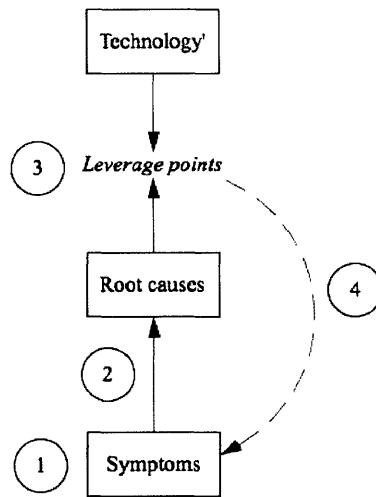 Technology'
3
Leverage points
Root causes
4
2
1
Symptoms